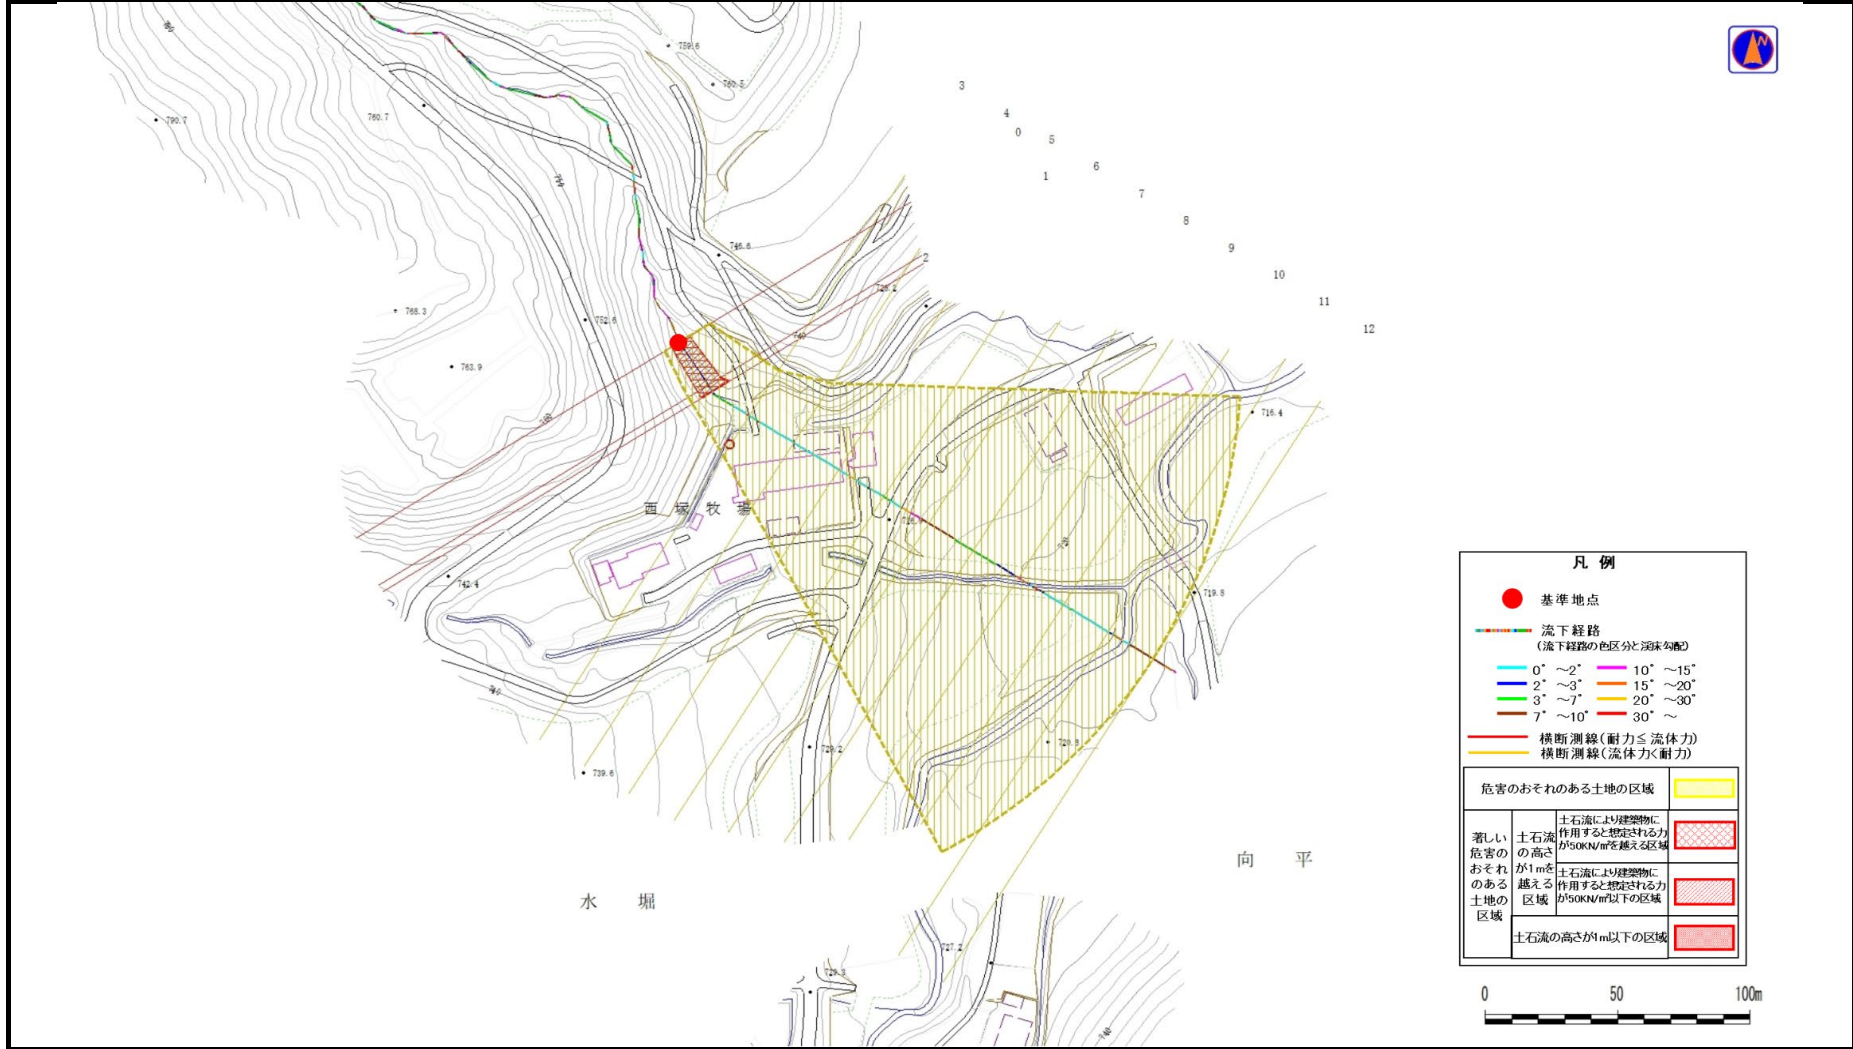 N
759.6
760.5
790.7
760.7
746.6
728.2
768.3
752.6
740
763.9
760
742.4
716.4
719.8
720.8
729.2
739.6
727.2
729.3
740
3
4
0
5
1
6
7
8
2
9
10
11
12
西塚牧場
水堀
向平
凡例
基準地点
流下経路
(流下経路の色区分と渓床勾配)
0°～2° 10°～15°
2°～3° 15°～20°
3°～7° 20°～30°
7°～10° 30°～
横断測線(耐力≦流体力)
横断測線(流体力<耐力)
危害のおそれのある土地の区域
著しい
危害の
おそれ
のある
土地の
区域
土石流
の高さ
が1mを
越える
区域
土石流により建築物に
作用すると想定される力
が50KN/㎡を越える区域
土石流により建築物に
作用すると想定される力
が50KN/㎡以下の区域
土石流の高さが1m以下の区域
0 50 100m